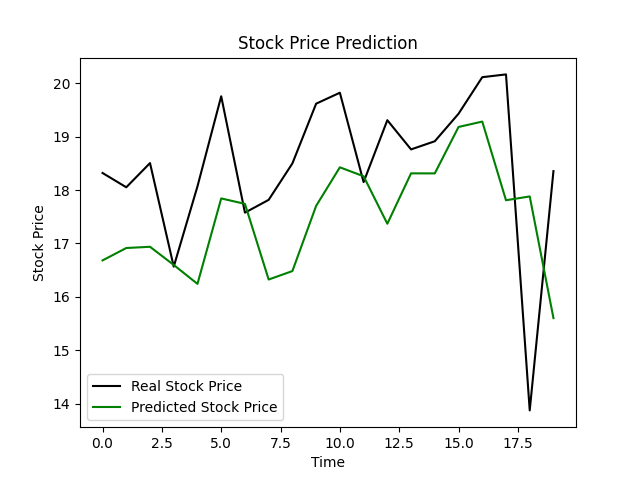 Stock Price Prediction
Stock Price
20
19
18
17
16
15
14
Real Stock Price
Predicted Stock Price
0.0 2.5 5.0 7.5 10.0 12.5 15.0 17.5
Time